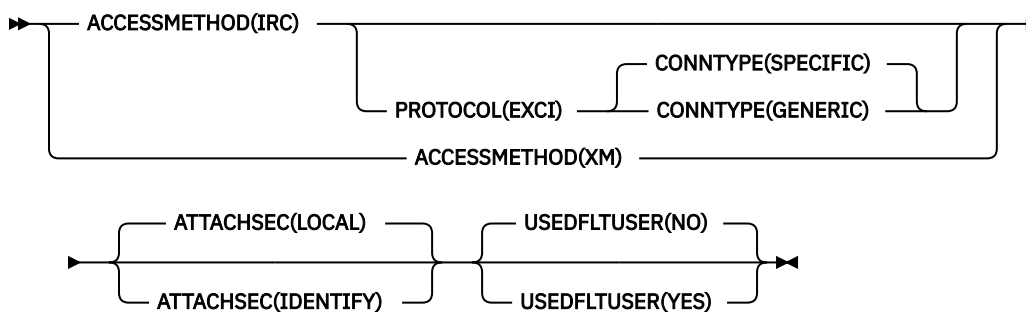 ACCESSMETHOD(IRC)
CONNTYPE(SPECIFIC)
PROTOCOL(EXCI) CONNTYPE(GENERIC)
ACCESSMETHOD(XM)
ATTACHSEC(LOCAL) USEDFLTUSER(NO)
ATTACHSEC(IDENTIFY) USEDFLTUSER(YES)